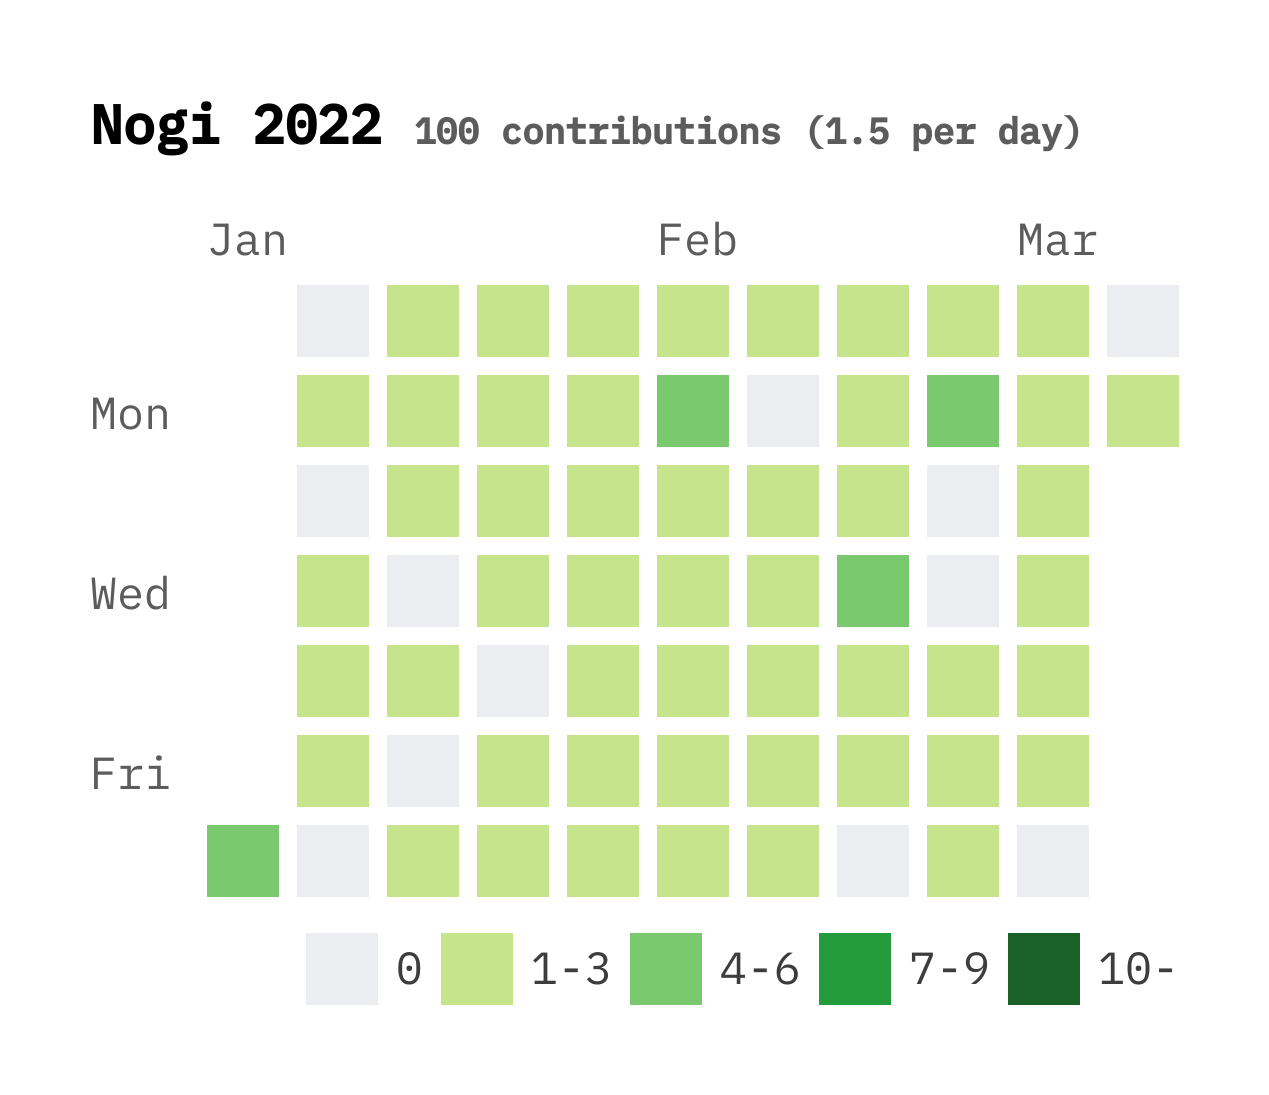 Nogi 2022 100 contributions (1.5 per day)
Jan Feb Mar
Mon
Wed
Fri
0 1-3 4-6 7-9 10-